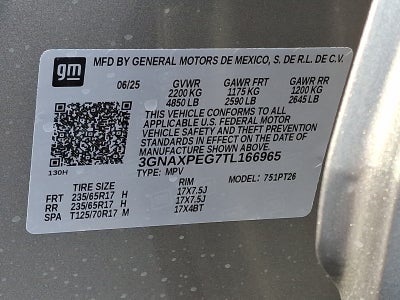 gm
MFD BY GENERAL MOTORS DE MEXICO, S. DE R.L. DE C.V.
06/25 GVWR GAWR FRT GAWR RR
2200 KG 1175 KG 1200 KG
4850 LB 2590 LB 2645 LB
THIS VEHICLE CONFORMS TO ALL APPLICABLE
U.S. FEDERAL MOTOR
VEHICLE SAFETY AND THEFT PREVENTION
STANDARDS IN EFFECT ON THE DATE OF
MANUFACTURE SHOWN ABOVE.
3GNAXPEG7TL166965
130H TYPE: MPV MODEL: 751PT26
TIRE SIZE RIM
FRT 235/65R17 H 17X7.5J
RR 235/65R17 H 17X7.5J
SPA T125/70R17 M 17X4BT